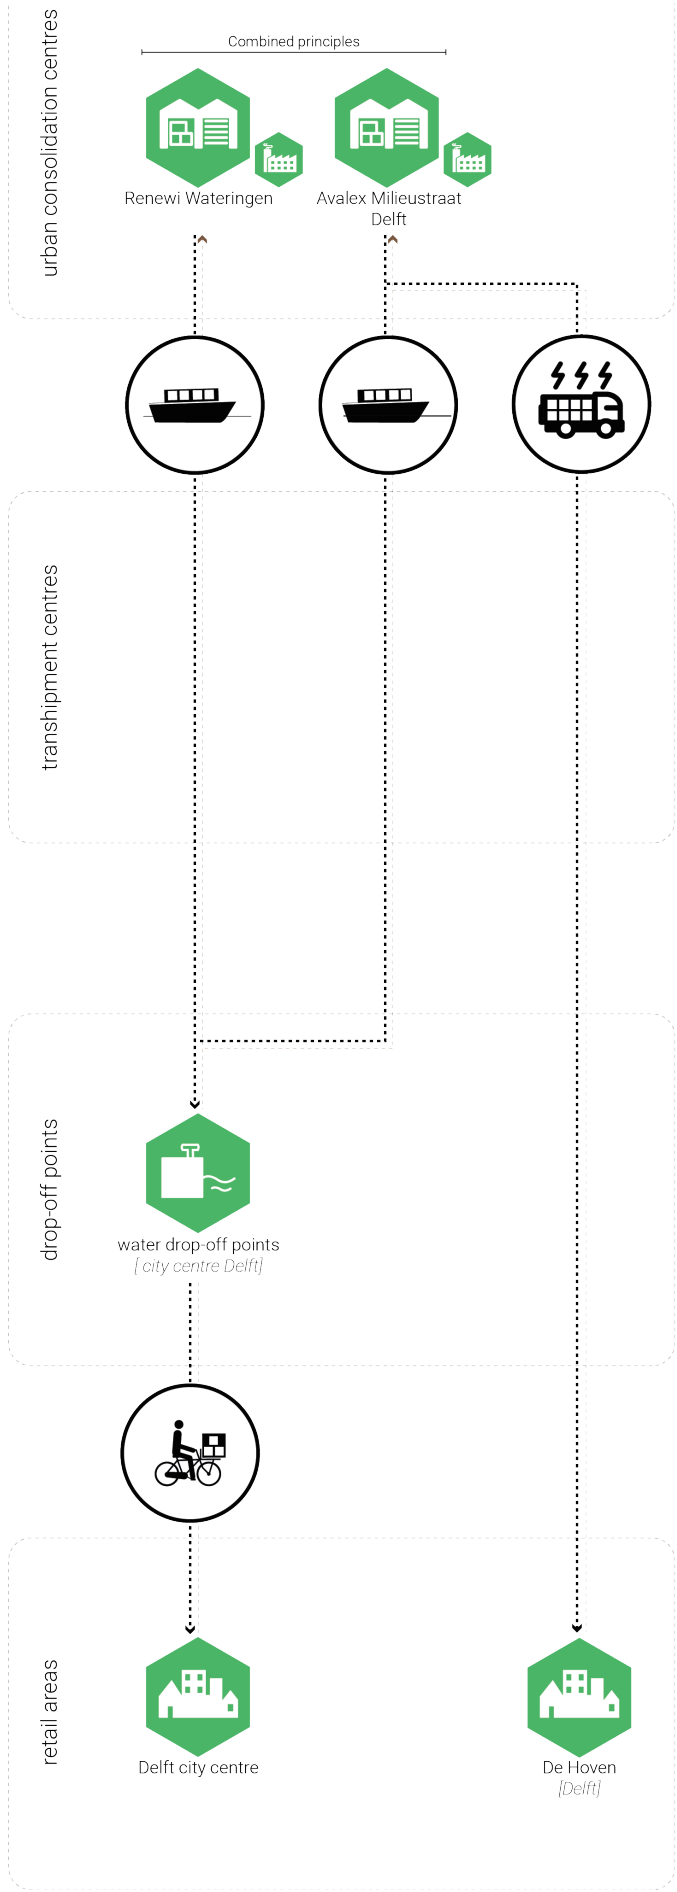 urban consolidation centres
Combined principles
Renewi Wateringen
Avalex Milieustraat
Delft
transhipment centres
drop-off points
water drop-off points
[ city centre Delft]
retail areas
Delft city centre
De Hoven
[Delft]